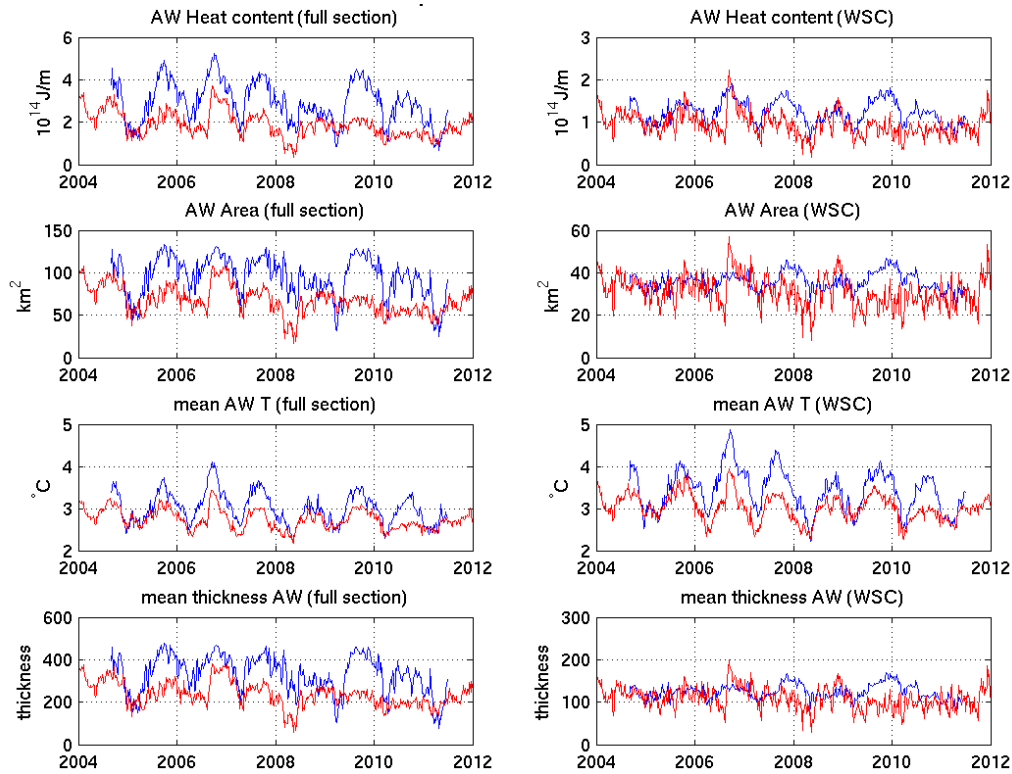 AW Heat content (full section)
10^14 J/m
6
4
2
0
2004 2006 2008 2010 2012
AW Heat content (WSC)
10^14 J/m
3
2
1
0
2004 2006 2008 2010 2012
AW Area (full section)
km^2
150
100
50
0
2004 2006 2008 2010 2012
AW Area (WSC)
km^2
60
40
20
0
2004 2006 2008 2010 2012
mean AW T (full section)
°C
5
4
3
2
2004 2006 2008 2010 2012
mean AW T (WSC)
°C
5
4
3
2
2004 2006 2008 2010 2012
mean thickness AW (full section)
thickness
600
400
200
0
2004 2006 2008 2010 2012
mean thickness AW (WSC)
thickness
300
200
100
0
2004 2006 2008 2010 2012